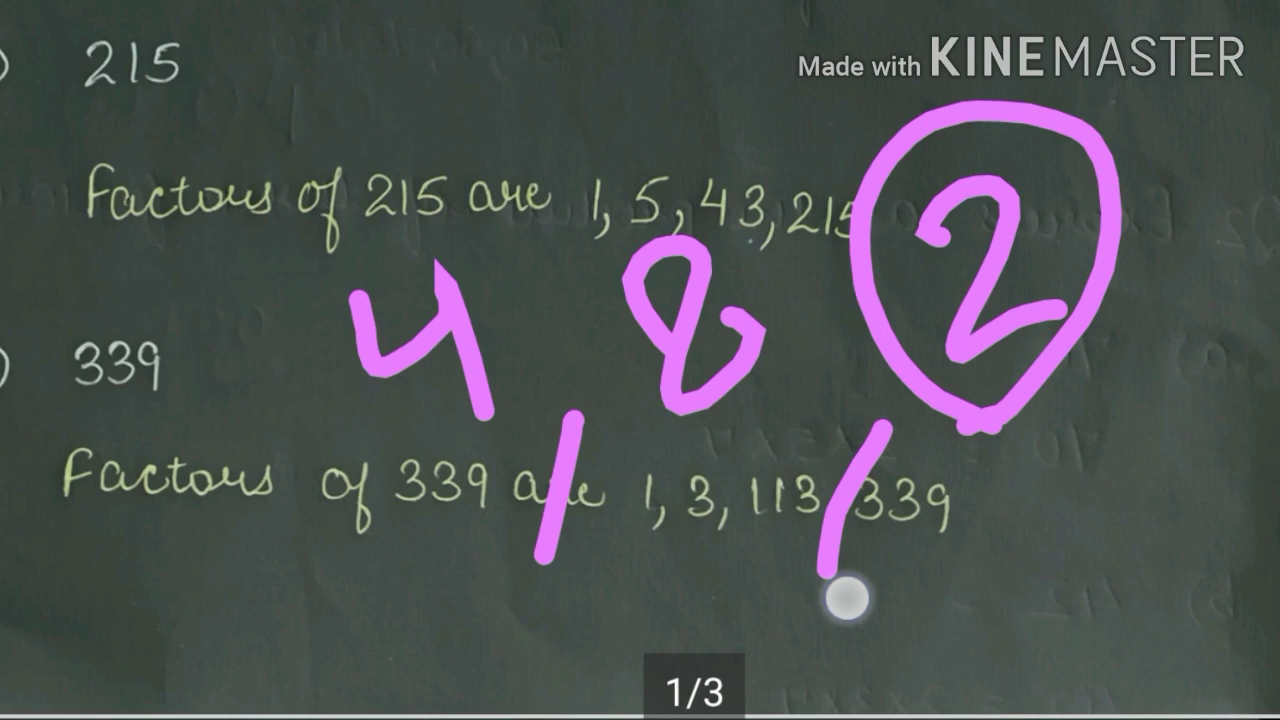 ) 215
Made with KINEMASTER
Factors of 215 are 1, 5, 43, 215
4, 8, 2
) 339
Factors of 339 are 1, 3, 113, 339
1/3